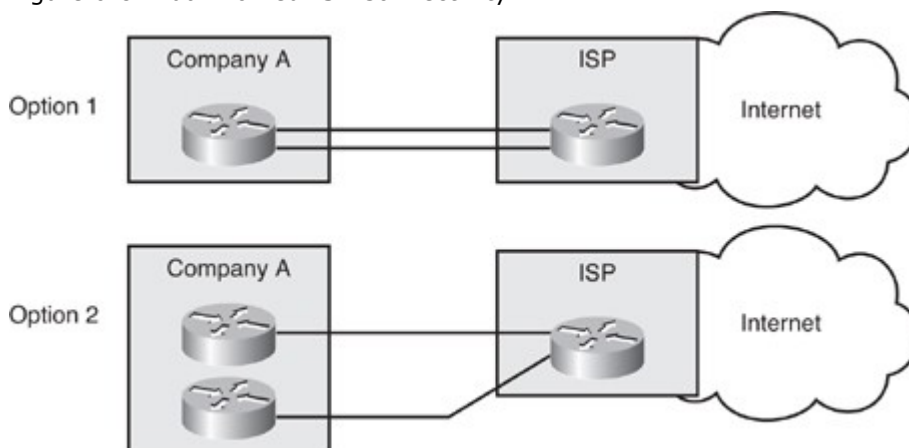 Company A
ISP
Option 1
Internet
Company A
ISP
Option 2
Internet